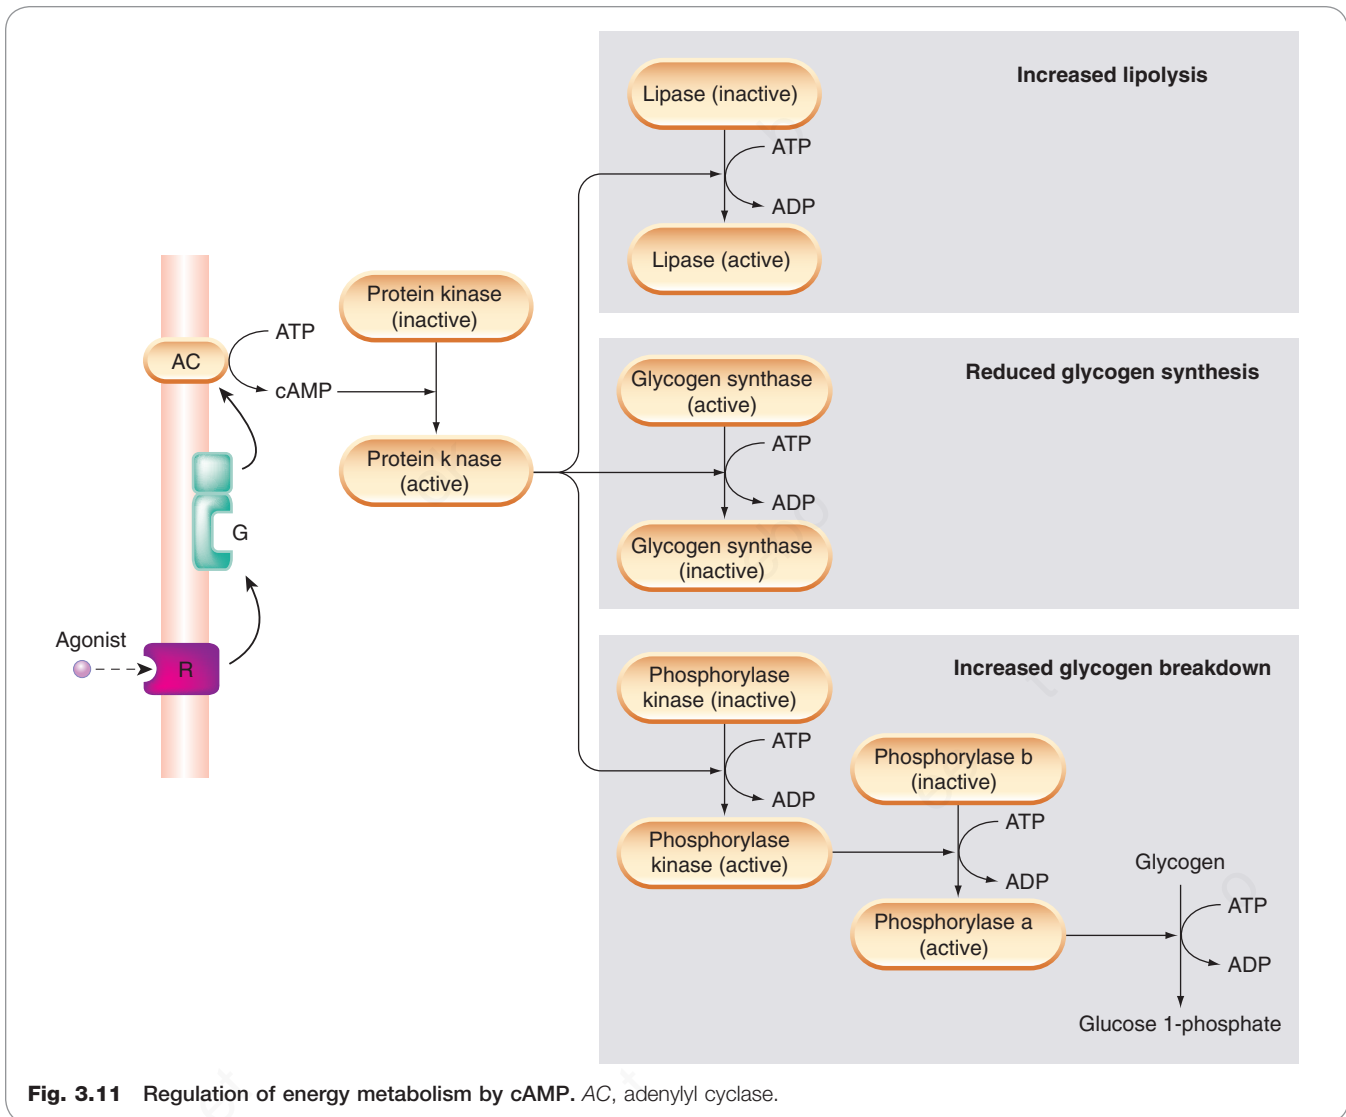 Increased lipolysis
Lipase (inactive)
ATP
ADP
Lipase (active)
Protein kinase
(inactive)
ATP
AC
cAMP
Protein k nase
(active)
G
Agonist
R
Reduced glycogen synthesis
Glycogen synthase
(active)
ATP
ADP
Glycogen synthase
(inactive)
Increased glycogen breakdown
Phosphorylase
kinase (inactive)
ATP
ADP
Phosphorylase
kinase (active)
Phosphorylase b
(inactive)
ATP
ADP
Phosphorylase a
(active)
Glycogen
ATP
ADP
Glucose 1-phosphate
Fig. 3.11 Regulation of energy metabolism by cAMP. AC, adenylyl cyclase.